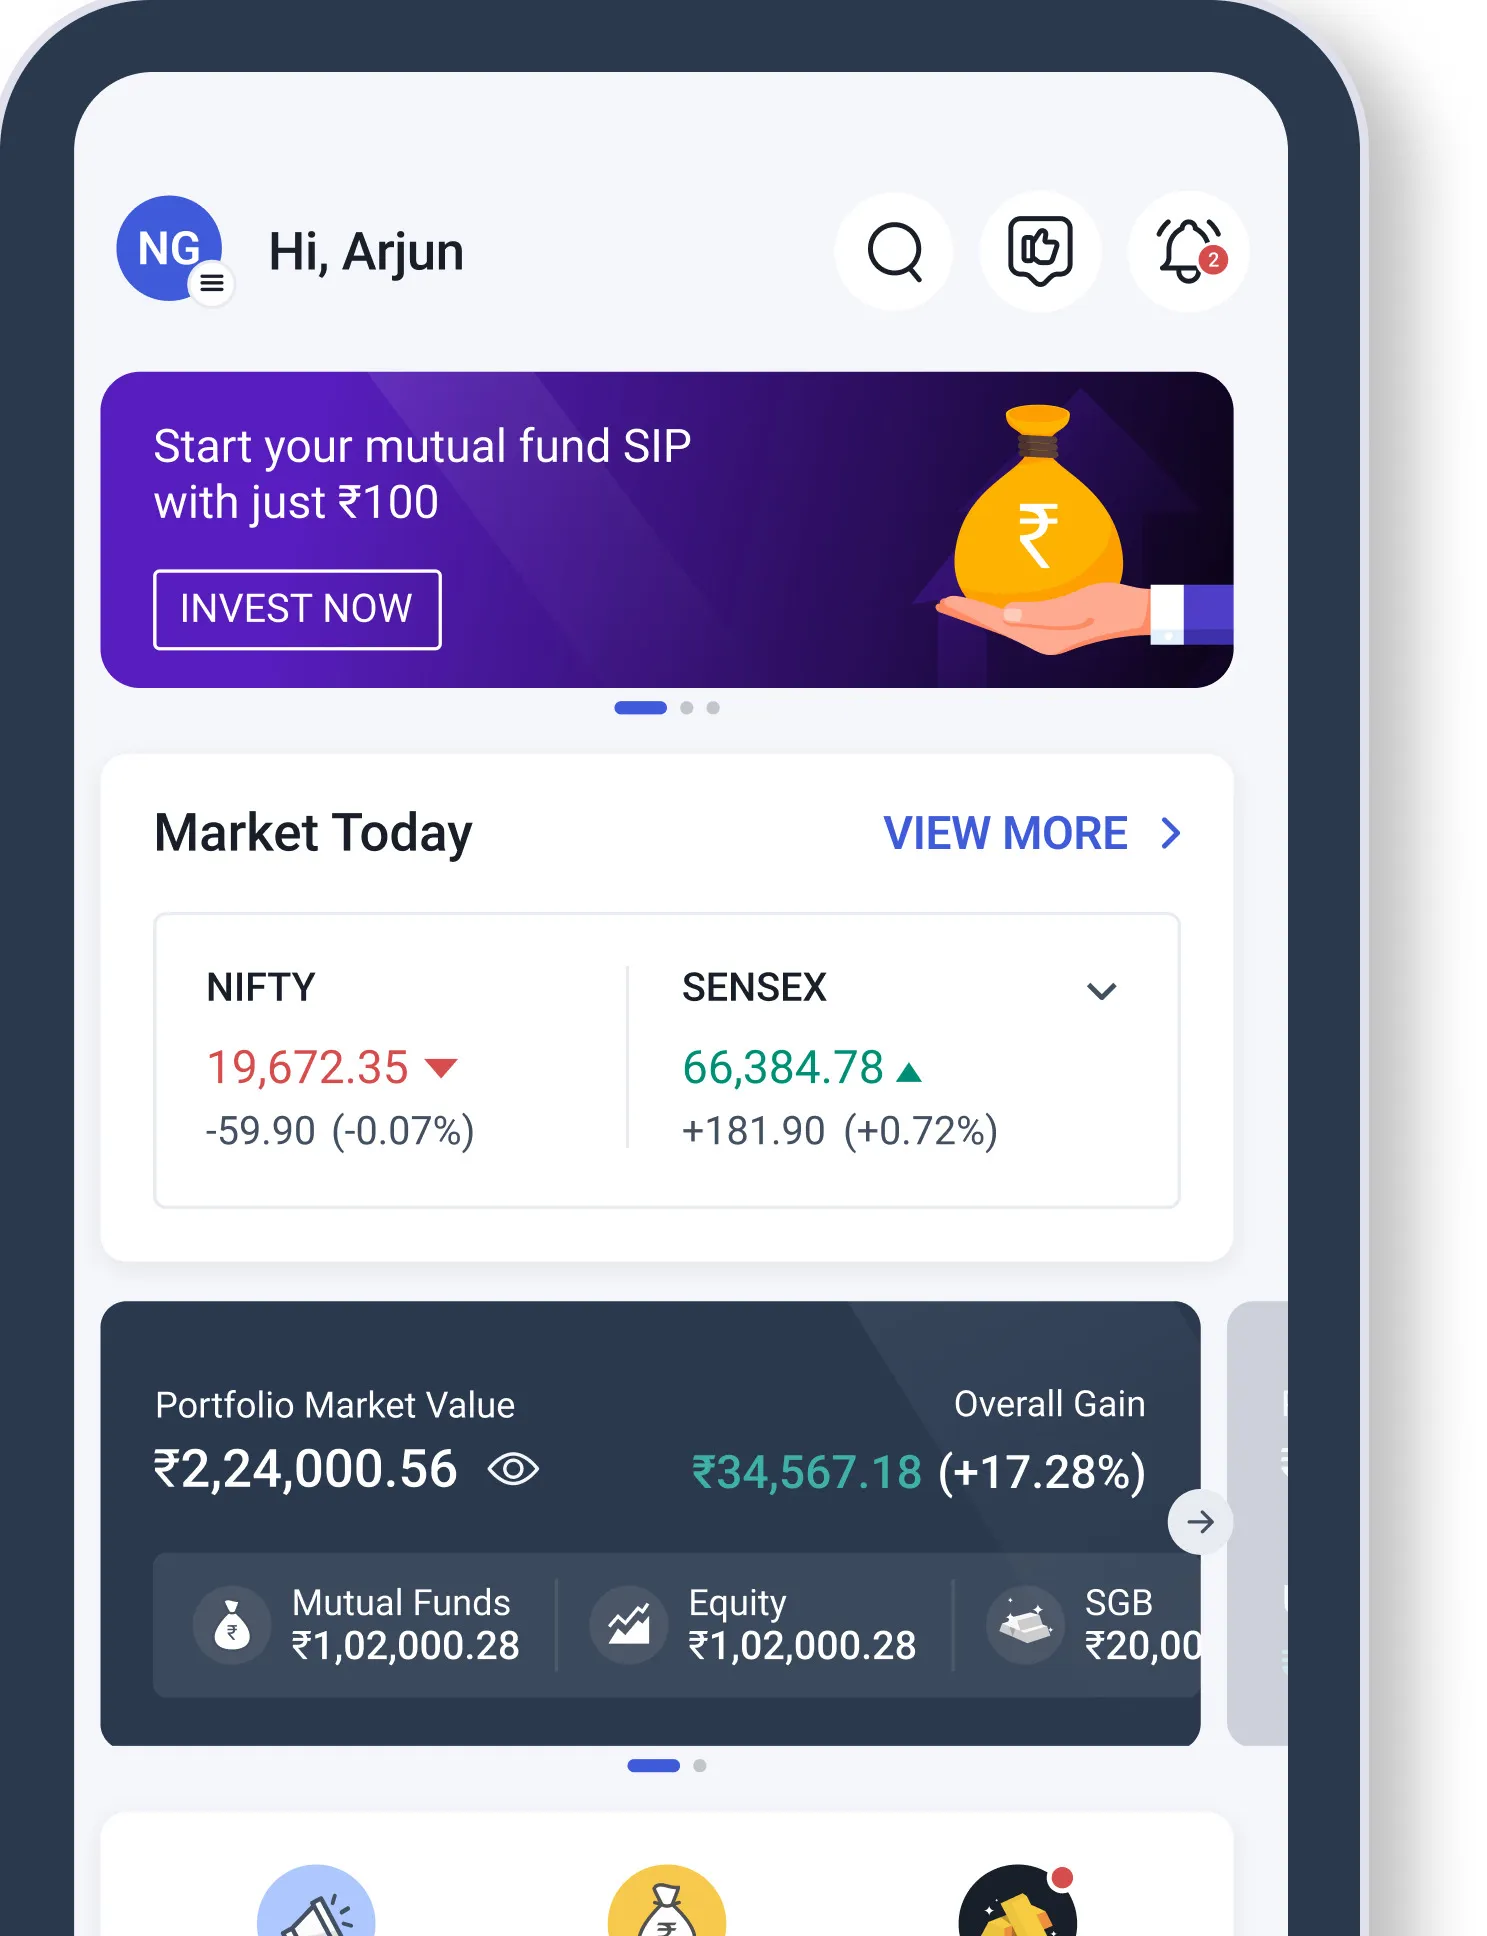 NG
Hi, Arjun
2
Start your mutual fund SIP
with just ₹100
₹
INVEST NOW
Market Today
VIEW MORE
NIFTY
SENSEX
19,672.35
66,384.78
-59.90 (-0.07%)
+181.90 (+0.72%)
Portfolio Market Value
Overall Gain
₹2,24,000.56
₹34,567.18 (+17.28%)
Mutual Funds
Equity
SGB
₹
₹1,02,000.28
₹1,02,000.28
₹20,00
₹